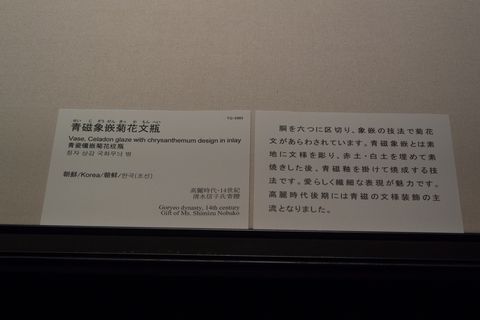 せい じ ぞうがん きっ か もん へい
青磁象嵌菊花文瓶
Vase, Celadon glaze with chrysanthemum design in inlay
青瓷镶嵌菊花纹瓶
청자 상감 국화무늬 병
朝鮮/Korea/朝鲜/한국(조선)
高麗時代・14世紀
清水信子氏寄贈
Goryeo dynasty, 14th century
Gift of Ms. Shimizu Nobuko
胴を六つに区切り、象嵌の技法で菊花
文があらわされています。青磁象嵌とは素
地に文様を彫り、赤土・白土を埋めて素
焼きした後、青磁釉を掛けて焼成する技
法です。愛らしく繊細な表現が魅力です。
高麗時代後期には青磁の文様装飾の主
流となりました。